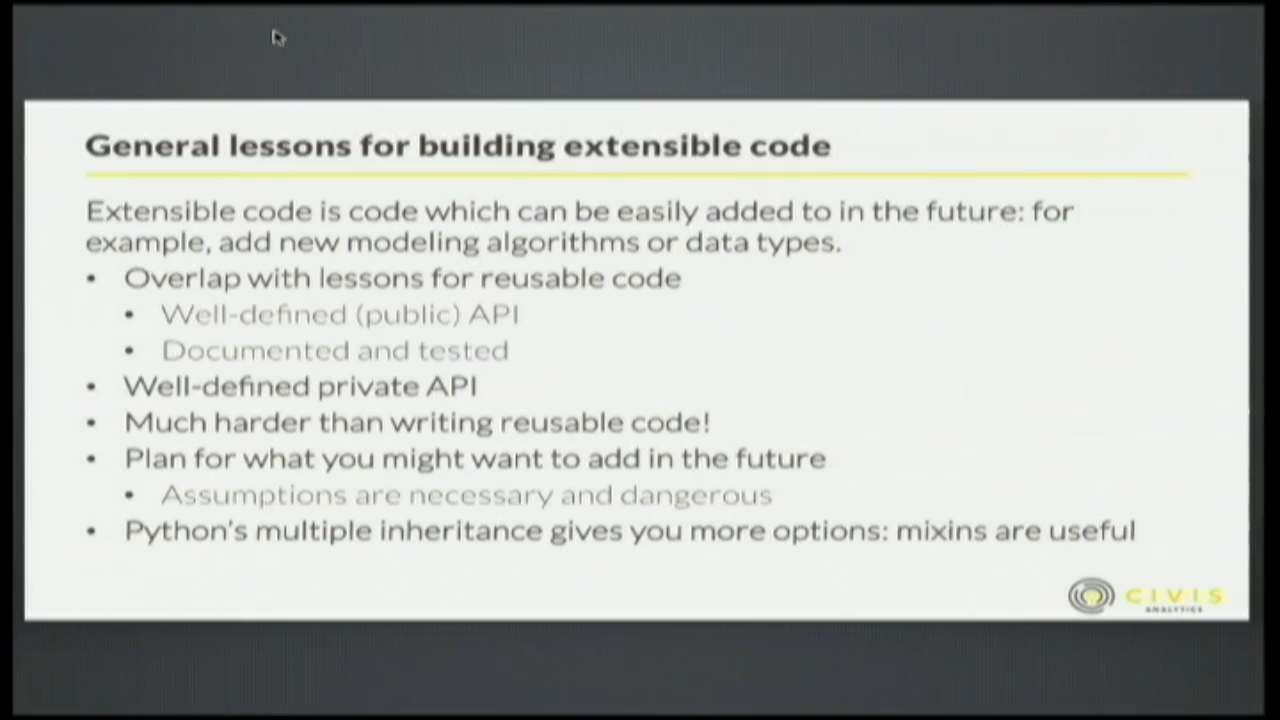 General lessons for building extensible code
Extensible code is code which can be easily added to in the future: for
example, add new modeling algorithms or data types.
• Overlap with lessons for reusable code
• Well-defined (public) API
• Documented and tested
• Well-defined private API
• Much harder than writing reusable code!
• Plan for what you might want to add in the future
• Assumptions are necessary and dangerous
• Python's multiple inheritance gives you more options: mixins are useful
CIVIS
ANALYTICS